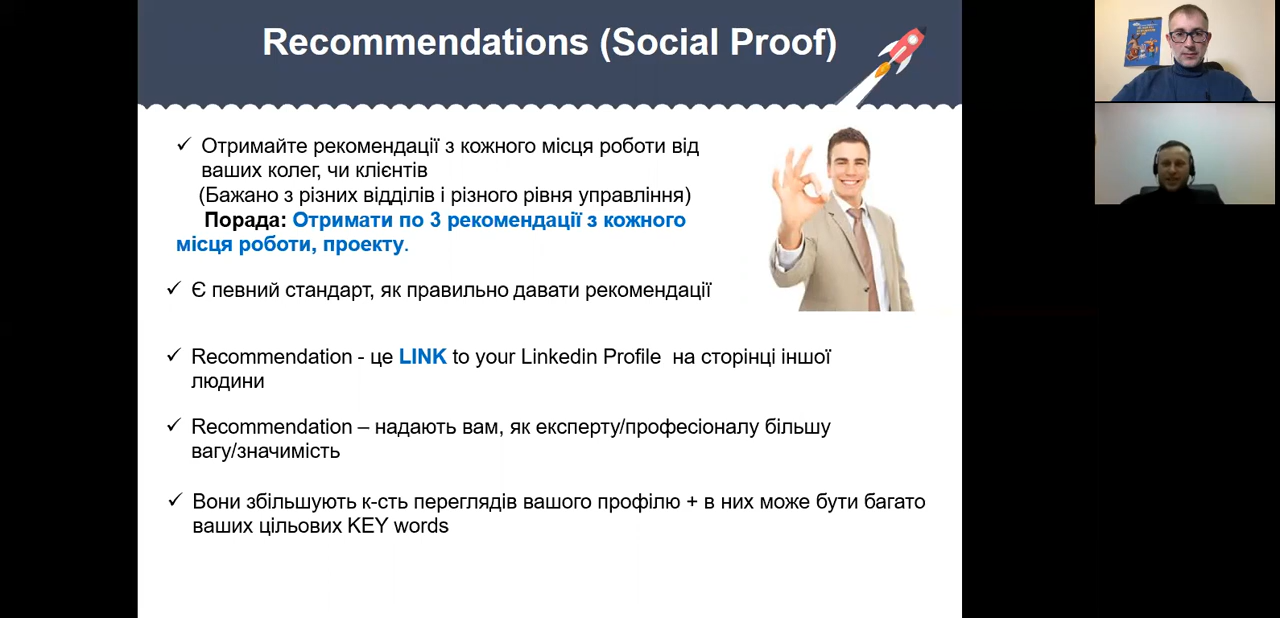 Recommendations (Social Proof)
✓ Отримайте рекомендації з кожного місця роботи від
ваших колег, чи клієнтів
(Бажано з різних відділів і різного рівня управління)
Порада: Отримати по 3 рекомендації з кожного
місця роботи, проекту.
✓ Є певний стандарт, як правильно давати рекомендації
✓ Recommendation - це LINK to your Linkedin Profile на сторінці іншої
людини
✓ Recommendation – надають вам, як експерту/професіоналу більшу
вагу/значимість
✓ Вони збільшують к-сть переглядів вашого профілю + в них може бути багато
ваших цільових KEY words